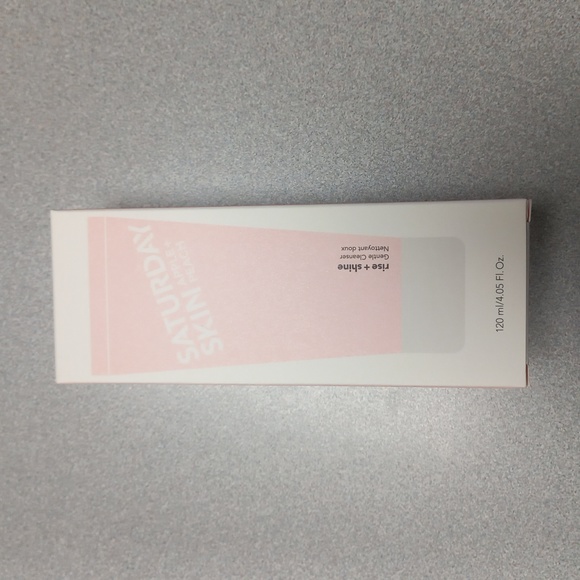 SATURDAY
SKIN
rise + shine
Gentle Cleanser
Nettoyant doux
120 ml/4.05 Fl.Oz.